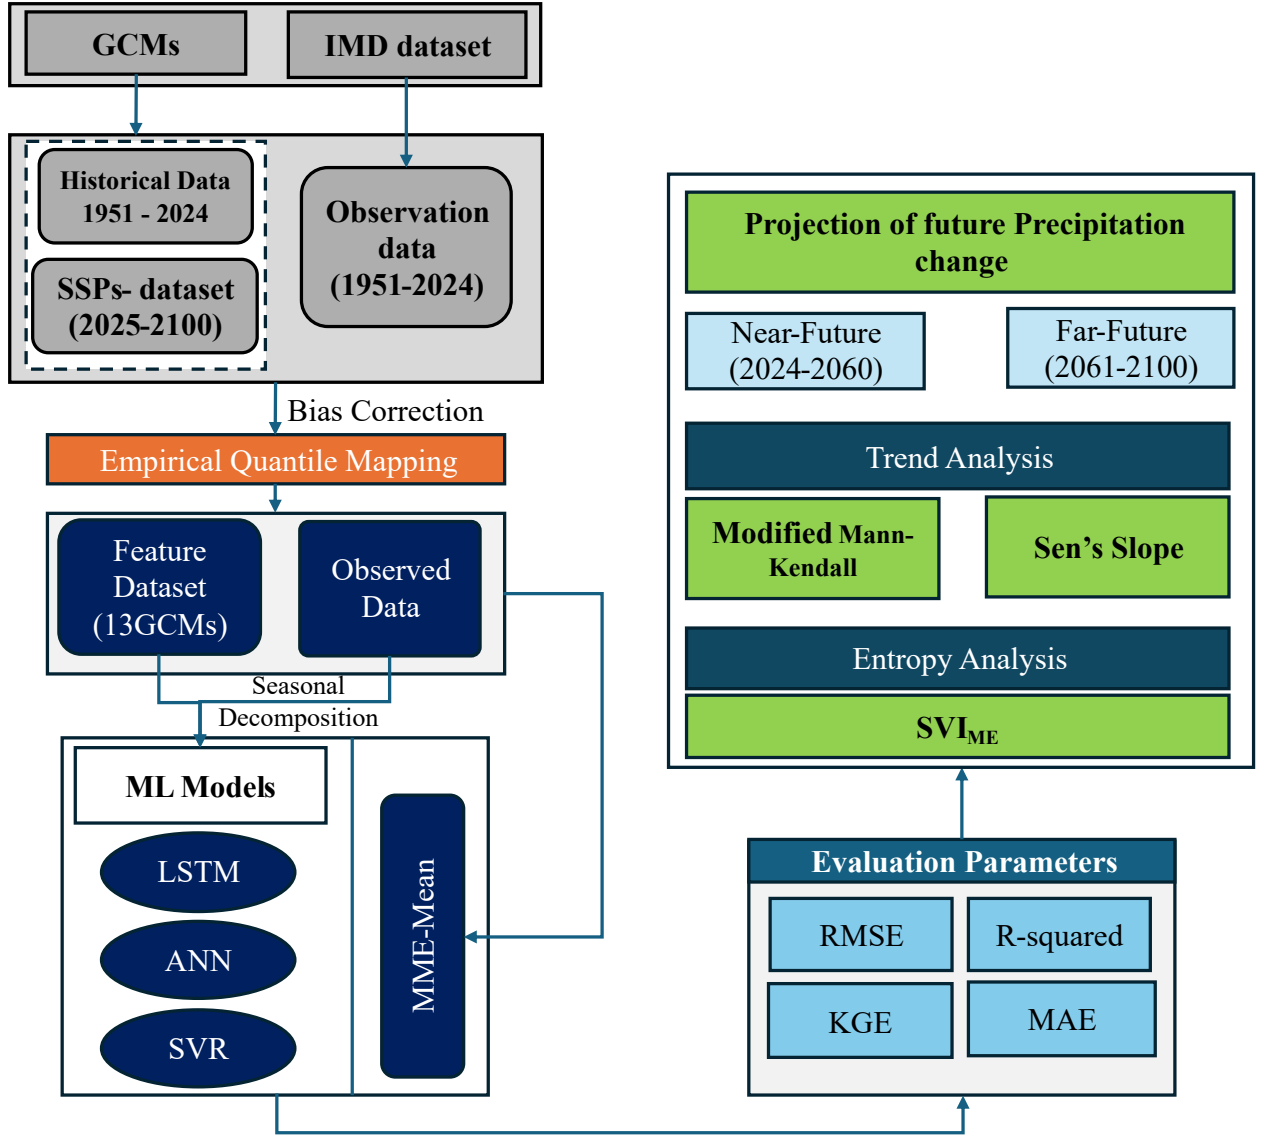 GCMs
IMD dataset
Historical Data
1951 - 2024
SSPs- dataset
(2025-2100)
Observation
data
(1951-2024)
Bias Correction
Empirical Quantile Mapping
Feature
Dataset
(13GCMs)
Observed
Data
Seasonal
Decomposition
ML Models
LSTM
ANN
SVR
MME-Mean
Projection of future Precipitation
change
Near-Future
(2024-2060)
Far-Future
(2061-2100)
Trend Analysis
Modified Mann-
Kendall
Sen’s Slope
Entropy Analysis
SVI_ME
Evaluation Parameters
RMSE
R-squared
KGE
MAE